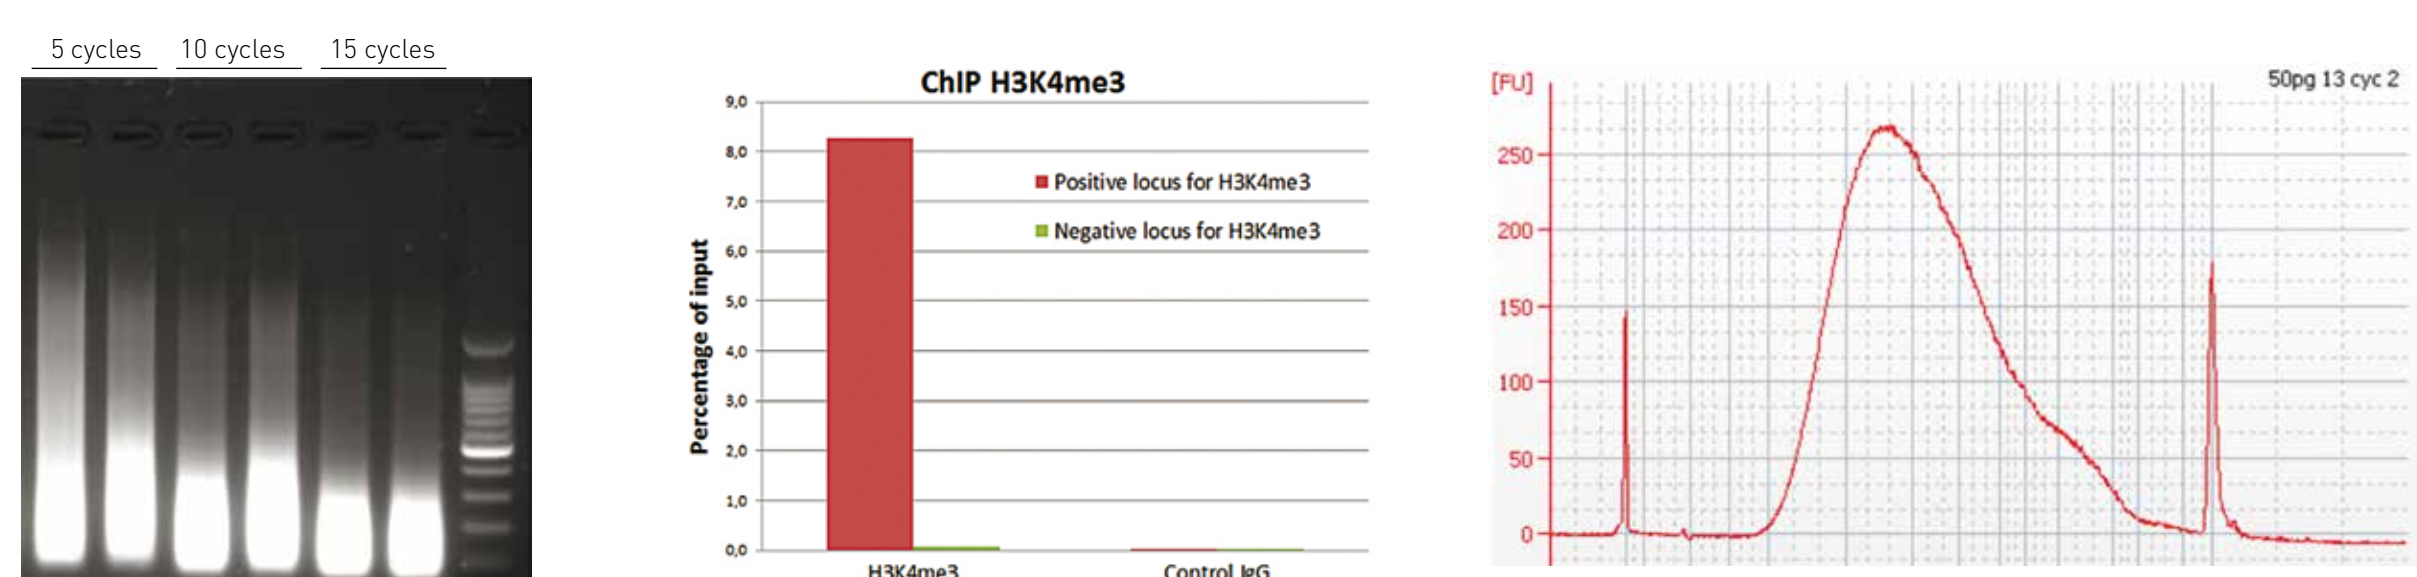 5 cycles
10 cycles
15 cycles
ChIP H3K4me3
9,0
8,0
7,0
6,0
5,0
4,0
3,0
2,0
1,0
0,0
Percentage of input
Positive locus for H3K4me3
Negative locus for H3K4me3
H3K4me3
Control IgG
[FU]
50pg 13 cyc 2
250
200
150
100
50
0